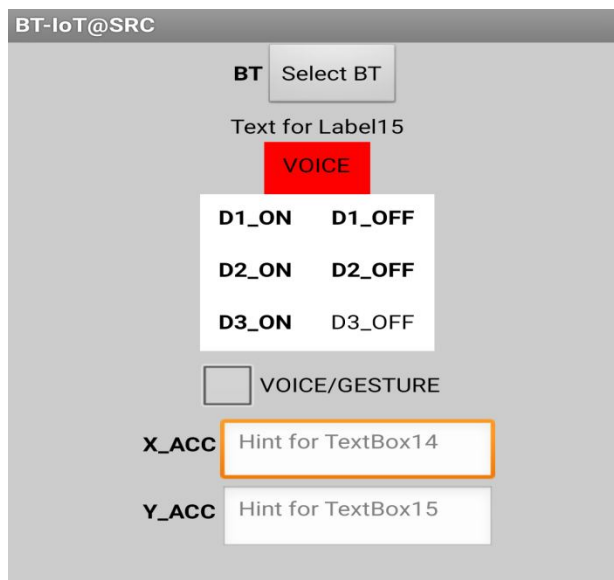 BT-IoT@SRC
BT Select BT
Text for Label15
VOICE
D1_ON D1_OFF
D2_ON D2_OFF
D3_ON D3_OFF
VOICE/GESTURE
X_ACC Hint for TextBox14
Y_ACC Hint for TextBox15